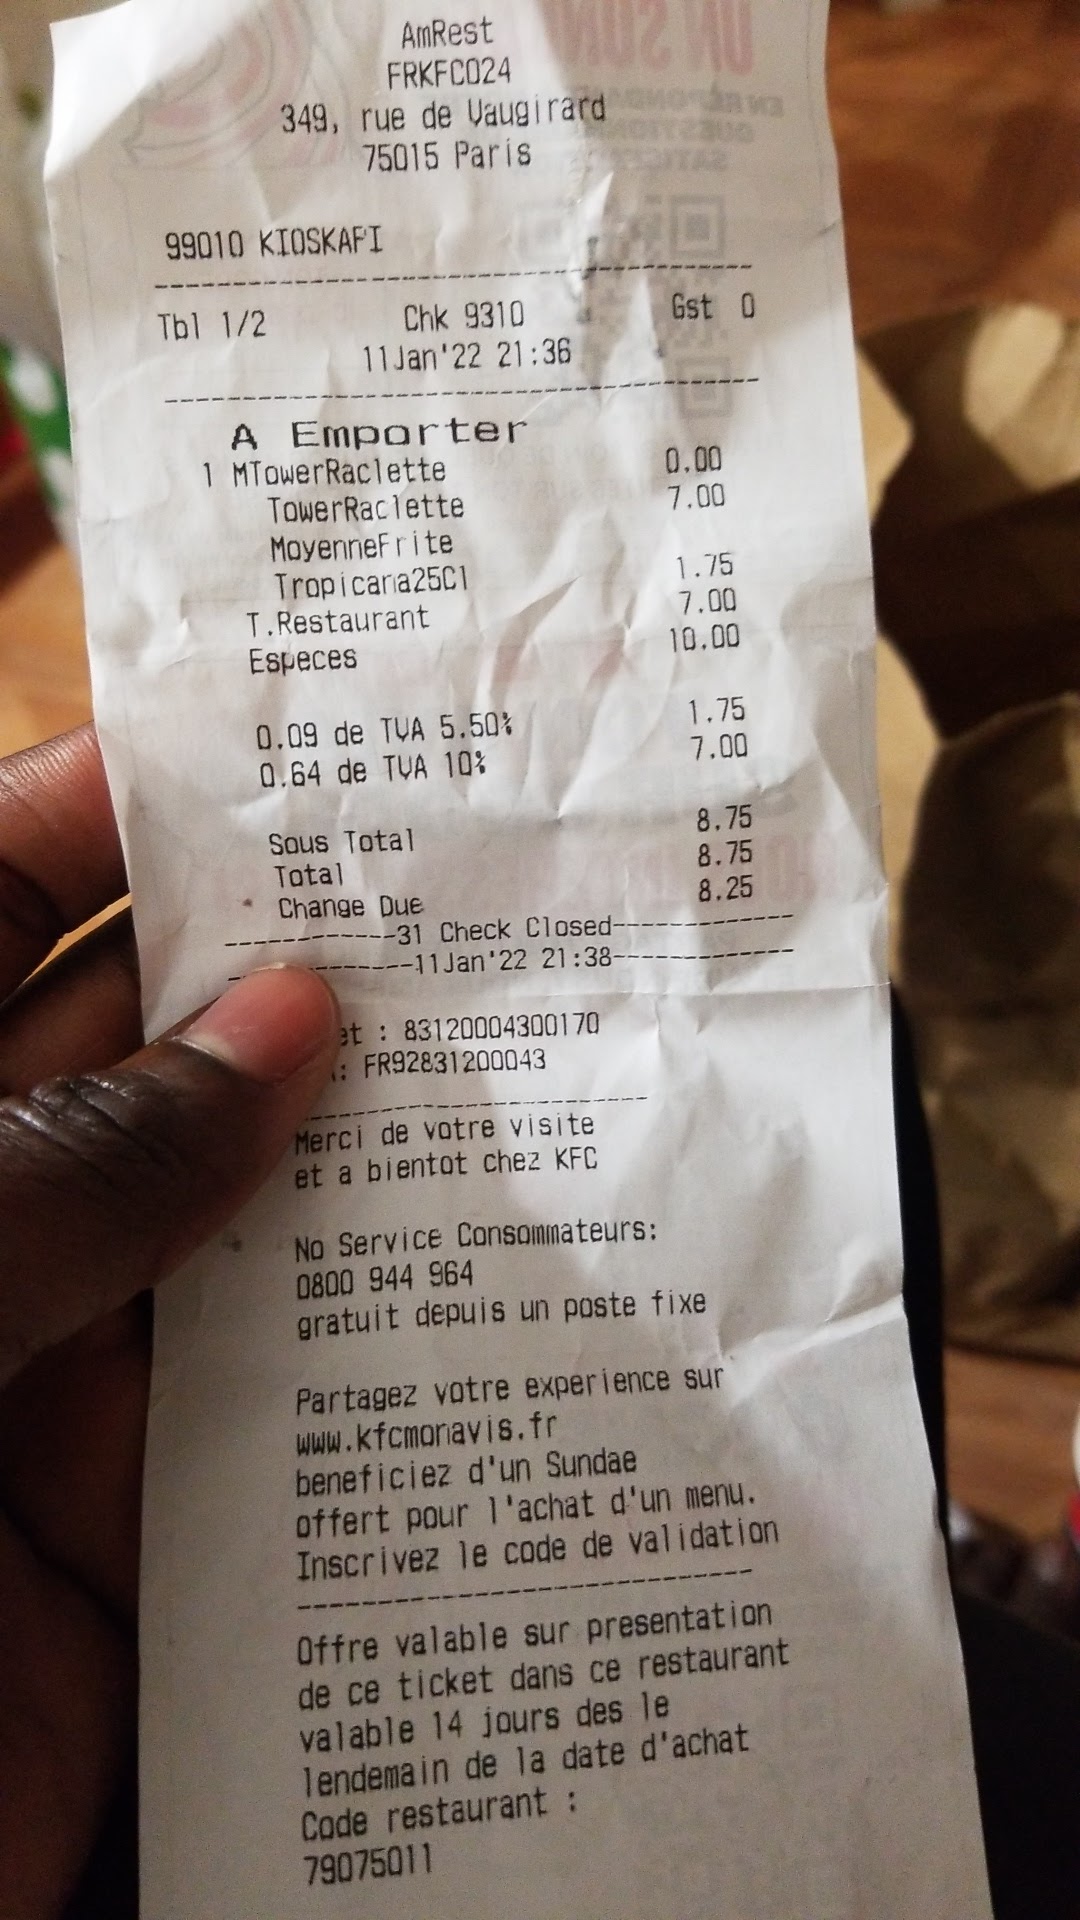 AmRest
FRKFC024
349, rue de Vaugirard
75015 Paris
99010 KIOSKAPI
Tbl 1/2 Chk 9310 Gst 0
11Jan'22 21:36
A Emporter
1 MTowerRaclette 0.00
TowerRaclette 7.00
MoyenneFrite
Tropicana25Cl 1.75
T.Restaurant 7.00
Especes 10.00
0.09 de TVA 5.50% 1.75
0.64 de TVA 10% 7.00
Sous Total 8.75
Total 8.75
Change Due 8.25
------------31 Check Closed------------
------------11Jan'22 21:38------------
et : 83120004300170
: FR92831200043
Merci de votre visite
et a bientot chez KFC
No Service Consommateurs:
0800 944 964
gratuit depuis un poste fixe
Partagez votre experience sur
www.kfcmonavis.fr
beneficiez d'un Sundae
offert pour l'achat d'un menu.
Inscrivez le code de validation
Offre valable sur presentation
de ce ticket dans ce restaurant
valable 14 jours des le
lendemain de la date d'achat
Code restaurant :
79075011